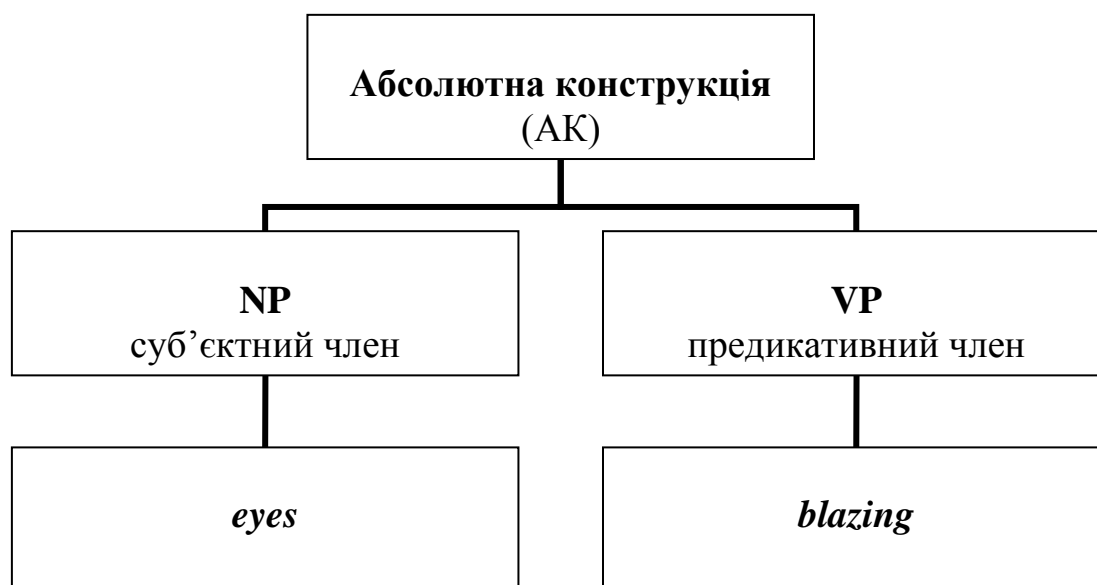 Абсолютна конструкція
(АК)
NP
суб’єктний член
VP
предикативний член
eyes
blazing